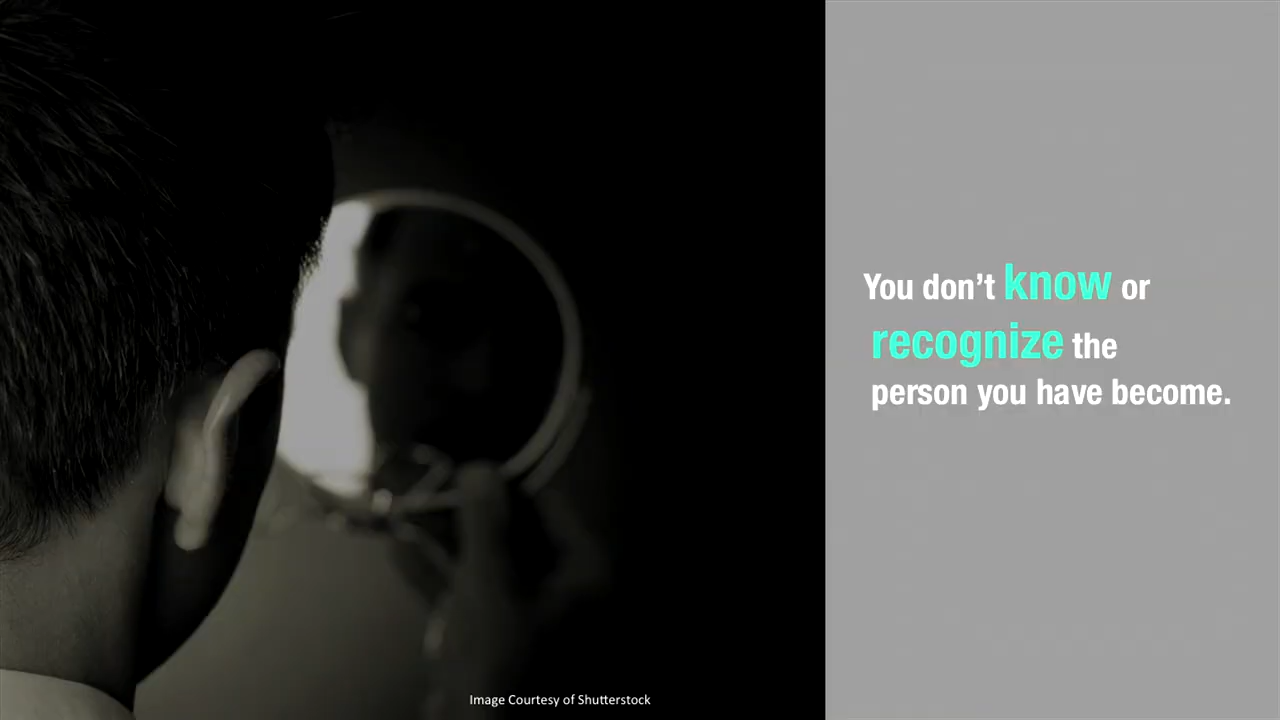 You don’t know or
recognize the
person you have become.
Image Courtesy of Shutterstock